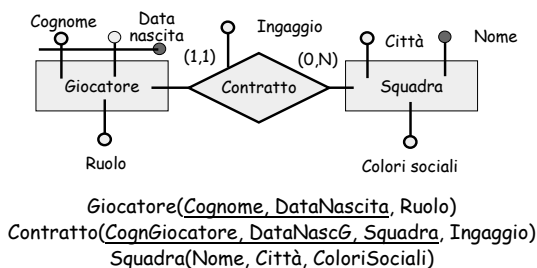 Cognome
Data
nascita
Ingaggio
Città
Nome
(1,1)
(0,N)
Giocatore
Contratto
Squadra
Ruolo
Colori sociali
Giocatore(Cognome, DataNascita, Ruolo)
Contratto(CognGiocatore, DataNascG, Squadra, Ingaggio)
Squadra(Nome, Città, ColoriSociali)